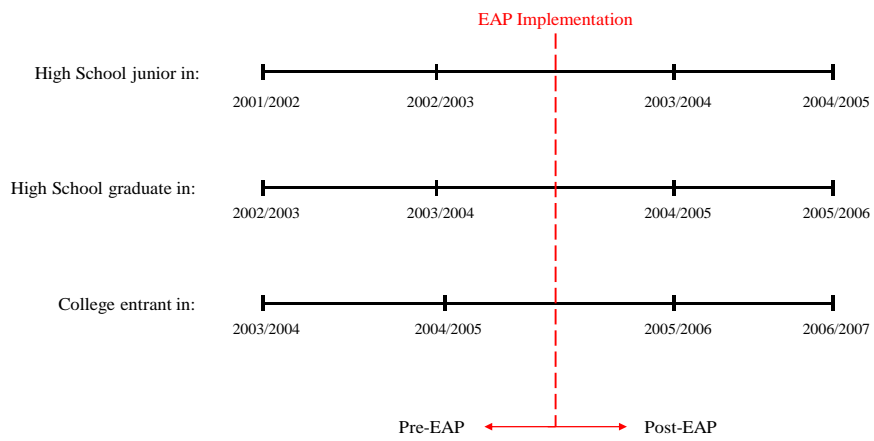 EAP Implementation
High School junior in:
2001/2002 2002/2003 2003/2004 2004/2005
High School graduate in:
2002/2003 2003/2004 2004/2005 2005/2006
College entrant in:
2003/2004 2004/2005 2005/2006 2006/2007
Pre-EAP Post-EAP